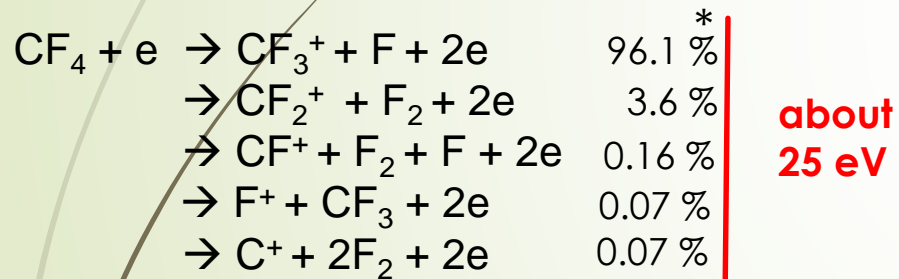 *
CF₄ + e → CF₃⁺ + F + 2e 96.1 %
→ CF₂⁺ + F₂ + 2e 3.6 %
→ CF⁺ + F₂ + F + 2e 0.16 %
→ F⁺ + CF₃ + 2e 0.07 %
→ C⁺ + 2F₂ + 2e 0.07 %
about
25 eV